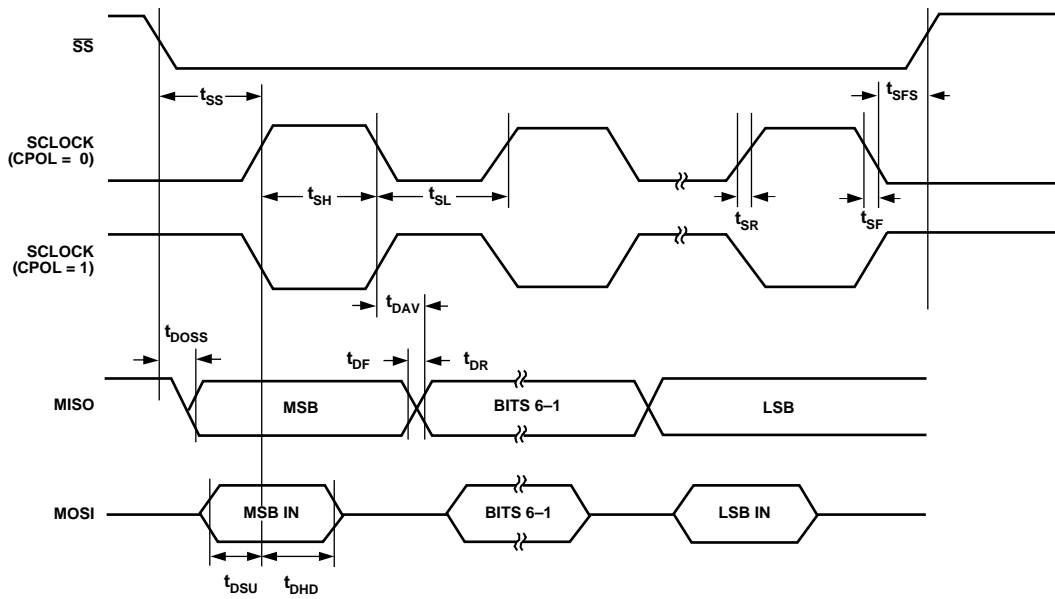 S̅S̅
tSS
tSFS
SCLOCK
(CPOL = 0)
tSH
tSL
tSR
tSF
SCLOCK
(CPOL = 1)
tDAV
tDOSS
tDF
tDR
MISO
MSB
BITS 6–1
LSB
MOSI
MSB IN
BITS 6–1
LSB IN
tDSU
tDHD